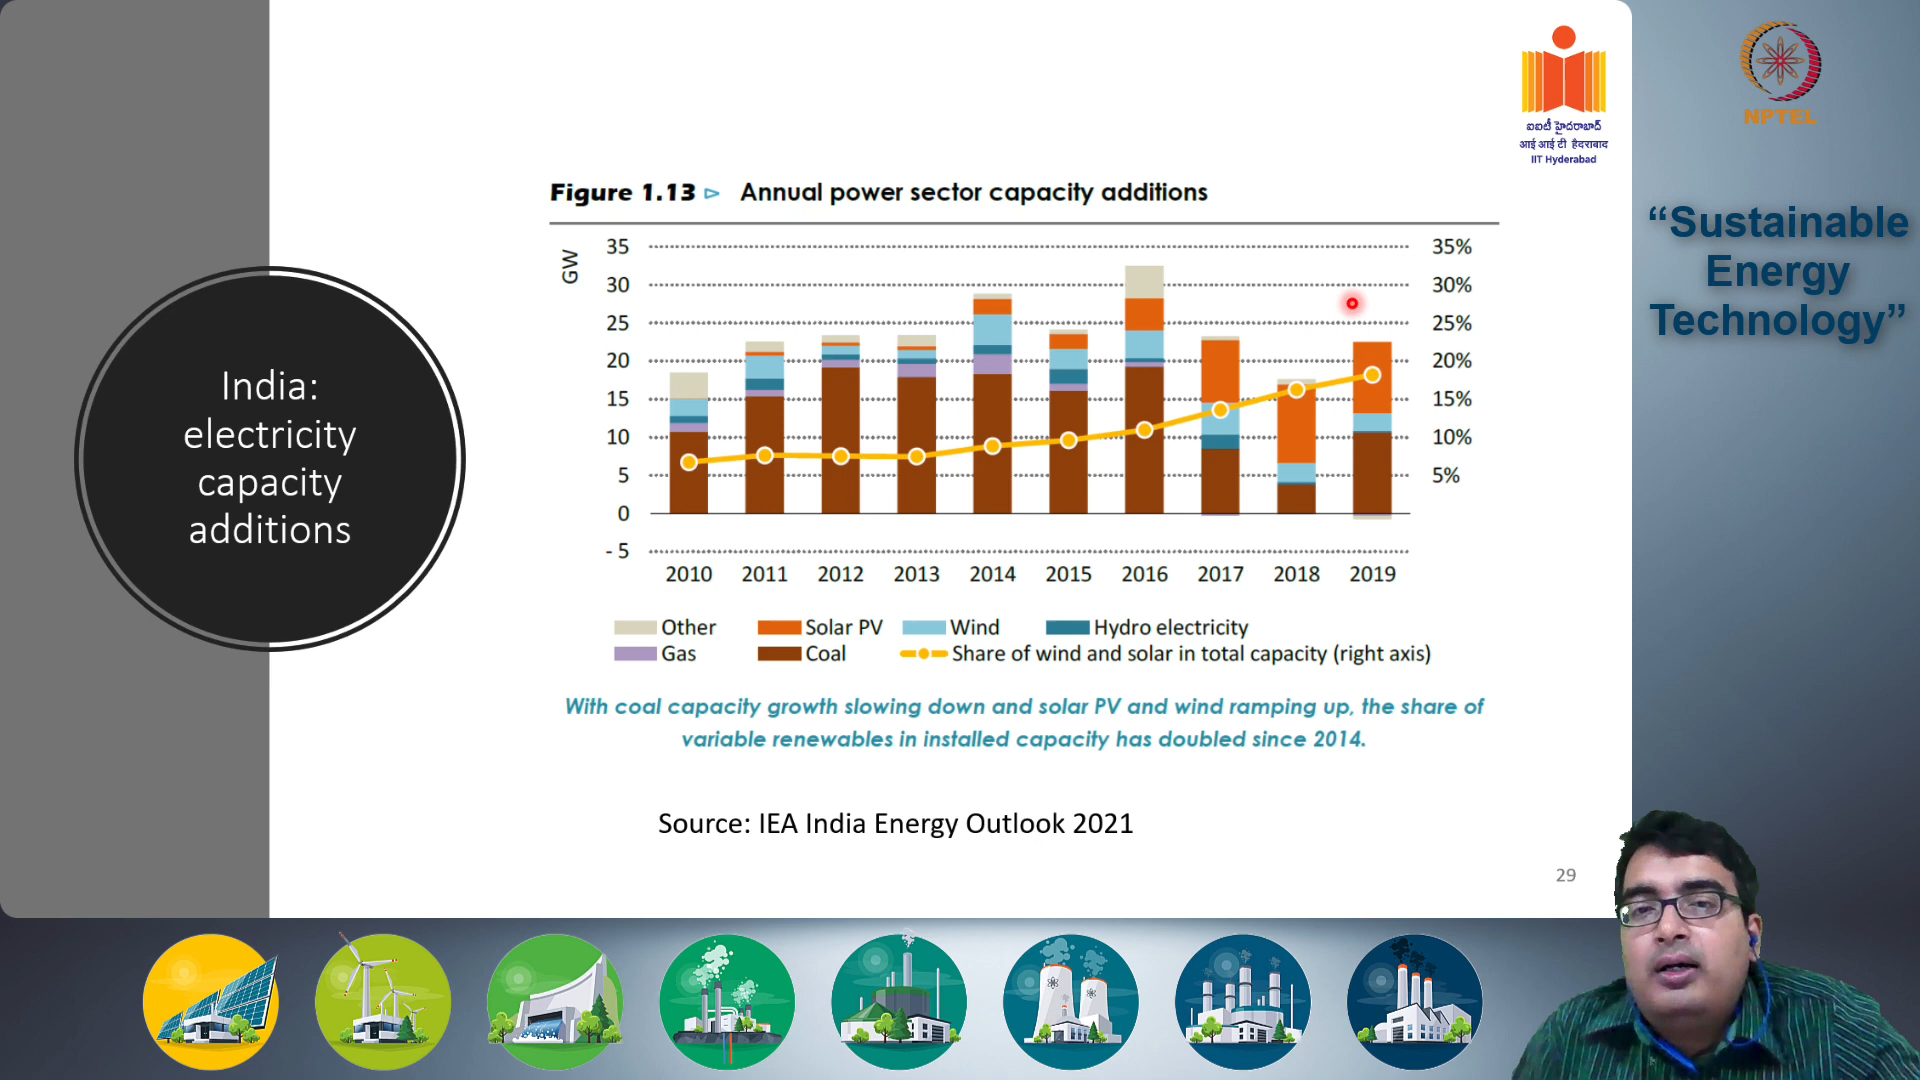 India:
electricity
capacity
additions
Figure 1.13 ▷ Annual power sector capacity additions
GW
35
30
25
20
15
10
5
0
- 5
35%
30%
25%
20%
15%
10%
5%
2010 2011 2012 2013 2014 2015 2016 2017 2018 2019
Other Solar PV Wind Hydro electricity
Gas Coal Share of wind and solar in total capacity (right axis)
With coal capacity growth slowing down and solar PV and wind ramping up, the share of
variable renewables in installed capacity has doubled since 2014.
Source: IEA India Energy Outlook 2021
29
ఐఐటీ హైదరాబాద్
आई आई टी हैदराबाद
IIT Hyderabad
NPTEL
“Sustainable
Energy
Technology”